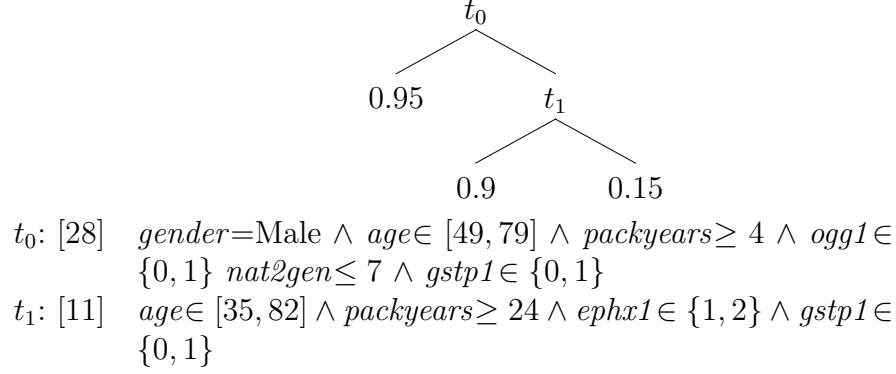 t₀
0.95 t₁
0.9 0.15
t₀: [28] gender=Male ∧ age∈ [49, 79] ∧ packyears≥ 4 ∧ ogg1∈
{0, 1} nat2gen≤ 7 ∧ gstp1∈ {0, 1}
t₁: [11] age∈ [35, 82] ∧ packyears≥ 24 ∧ ephx1∈ {1, 2} ∧ gstp1∈
{0, 1}